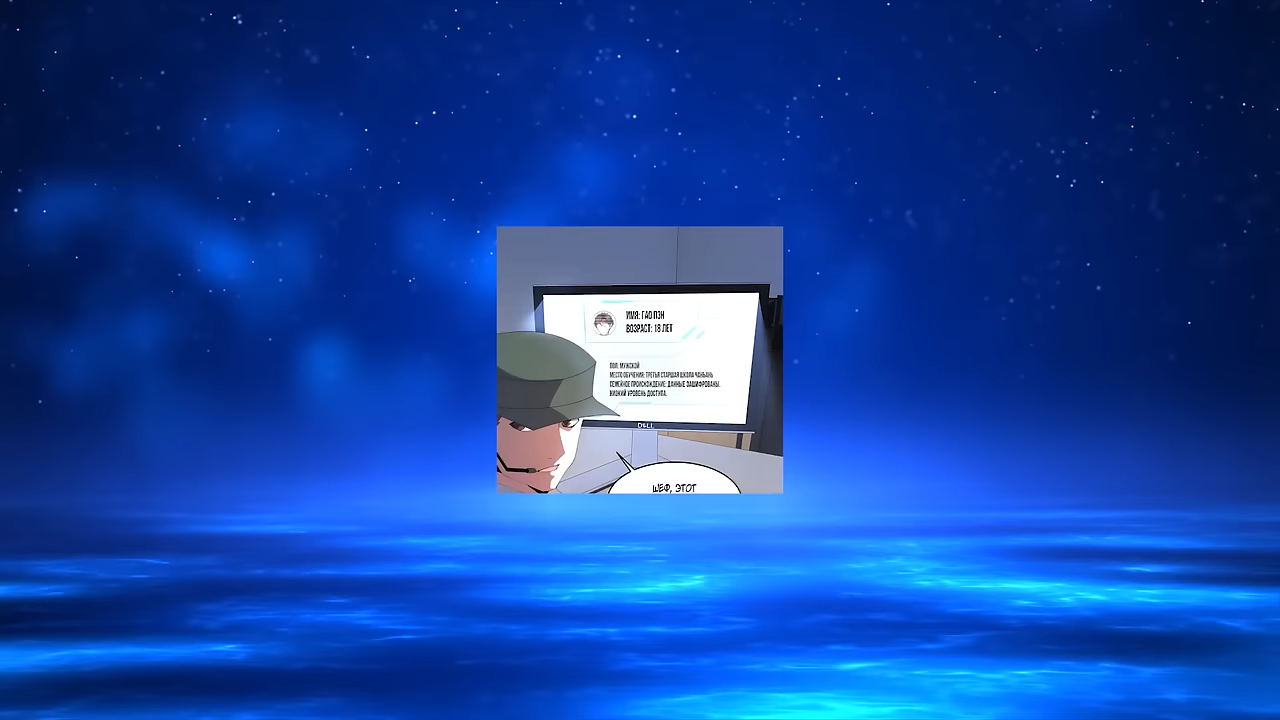 ИМЯ: ГАО ПЭН
ВОЗРАСТ: 18 ЛЕТ
ПОЛ: МУЖСКОЙ
МЕСТО ОБУЧЕНИЯ: ТРЕТЬЯ СТАРШАЯ ШКОЛА ЧАНЬАНЬ
СЕМЕЙНОЕ ПРОИСХОЖДЕНИЕ: ДАННЫЕ ЗАШИФРОВАНЫ.
НИЗКИЙ УРОВЕНЬ ДОСТУПА.
DELL
ШЕФ, ЭТОТ